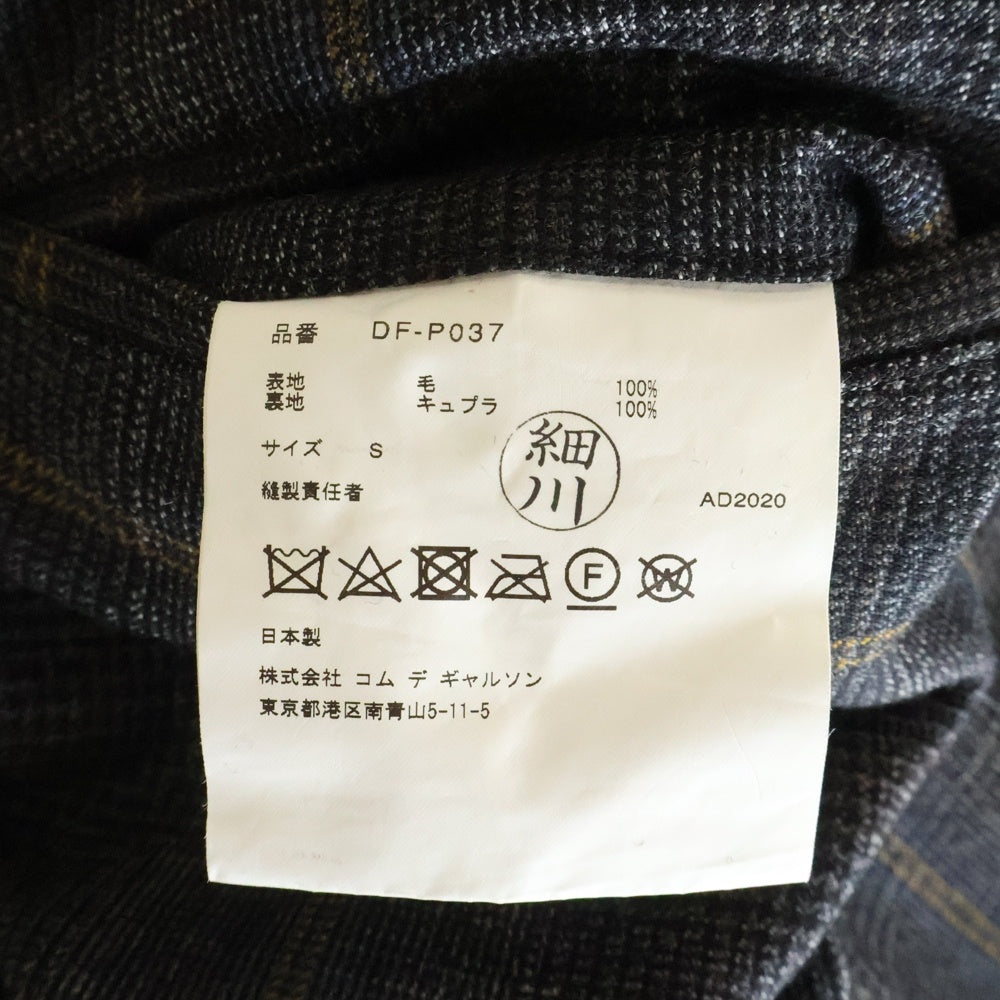 品番 DF-P037
表地 毛 100%
裏地 キュプラ 100%
サイズ S
細川
縫製責任者 AD2020
F W
日本製
株式会社 コム デ ギャルソン
東京都港区南青山5-11-5